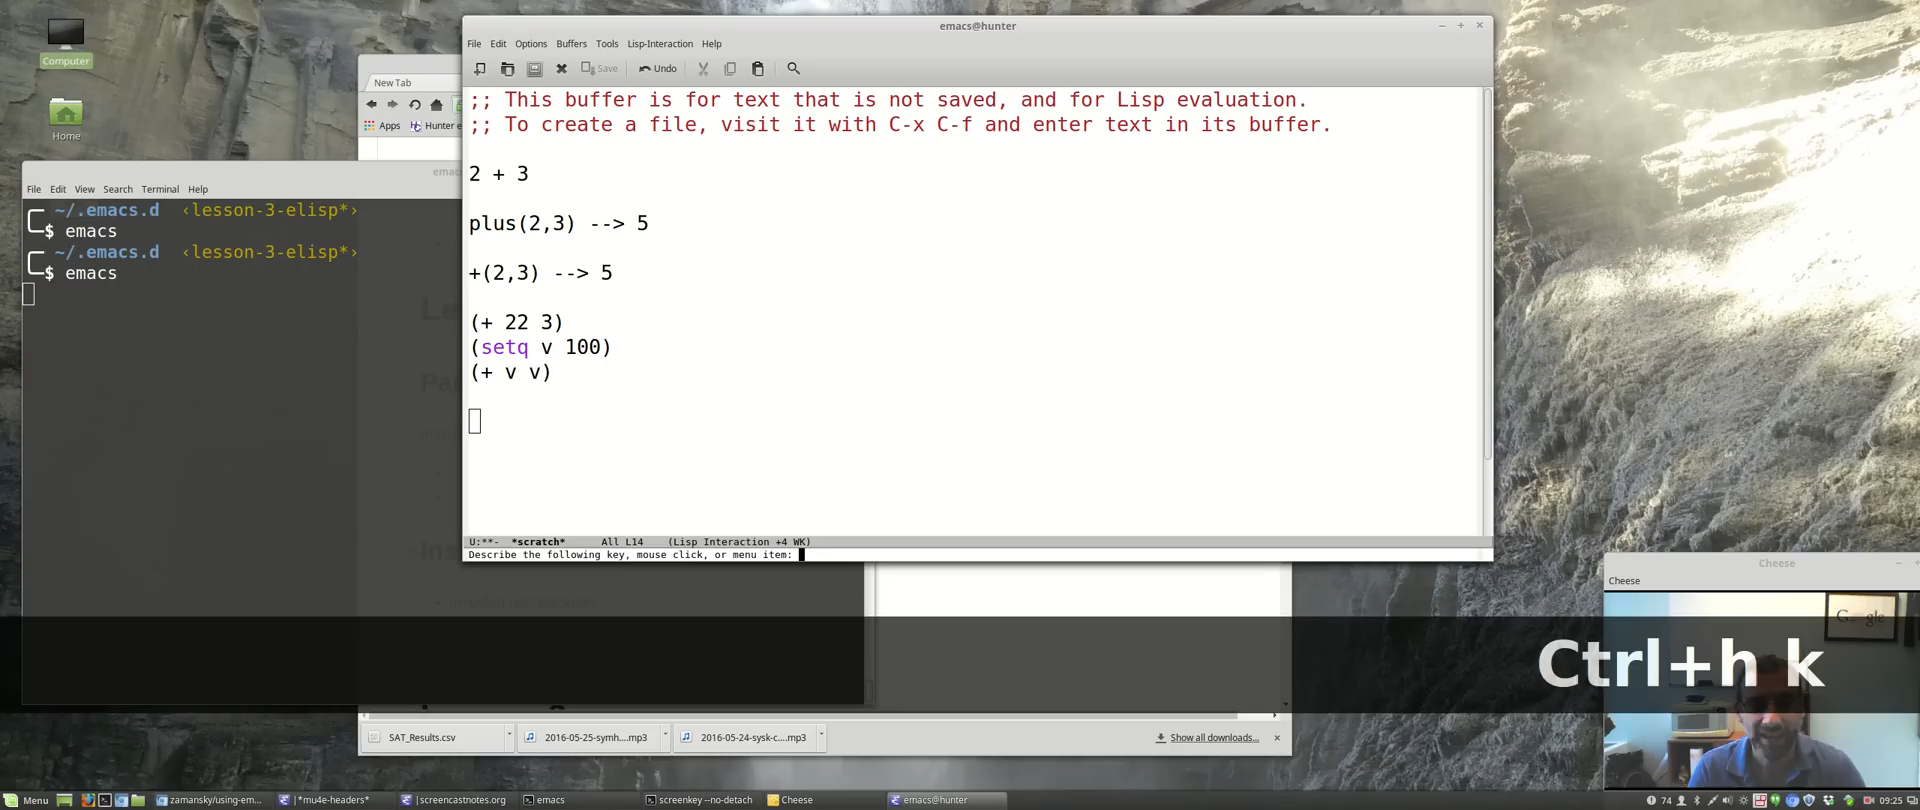 Computer
Home
New Tab
Apps
Hunter e
emacs@hunter
File Edit Options Buffers Tools Lisp-Interaction Help
Save
Undo
;; This buffer is for text that is not saved, and for Lisp evaluation.
;; To create a file, visit it with C-x C-f and enter text in its buffer.
2 + 3
plus(2,3) --> 5
+(2,3) --> 5
(+ 22 3)
(setq v 100)
(+ v v)
U:**- *scratch* All L14 (Lisp Interaction +4 WK)
Describe the following key, mouse click, or menu item:
emac
File Edit View Search Terminal Help
~/.emacs.d ‹lesson-3-elisp*›
$ emacs
~/.emacs.d ‹lesson-3-elisp*›
$ emacs
Ctrl+h k
Cheese
Cheese
SAT_Results.csv
2016-05-25-symh....mp3
2016-05-24-sysk-c....mp3
Show all downloads...
Menu
zamansky/using-em...
|*mu4e-headers*
|screencastnotes.org
emacs
screenkey --no-detach
Cheese
emacs@hunter
74
09:25